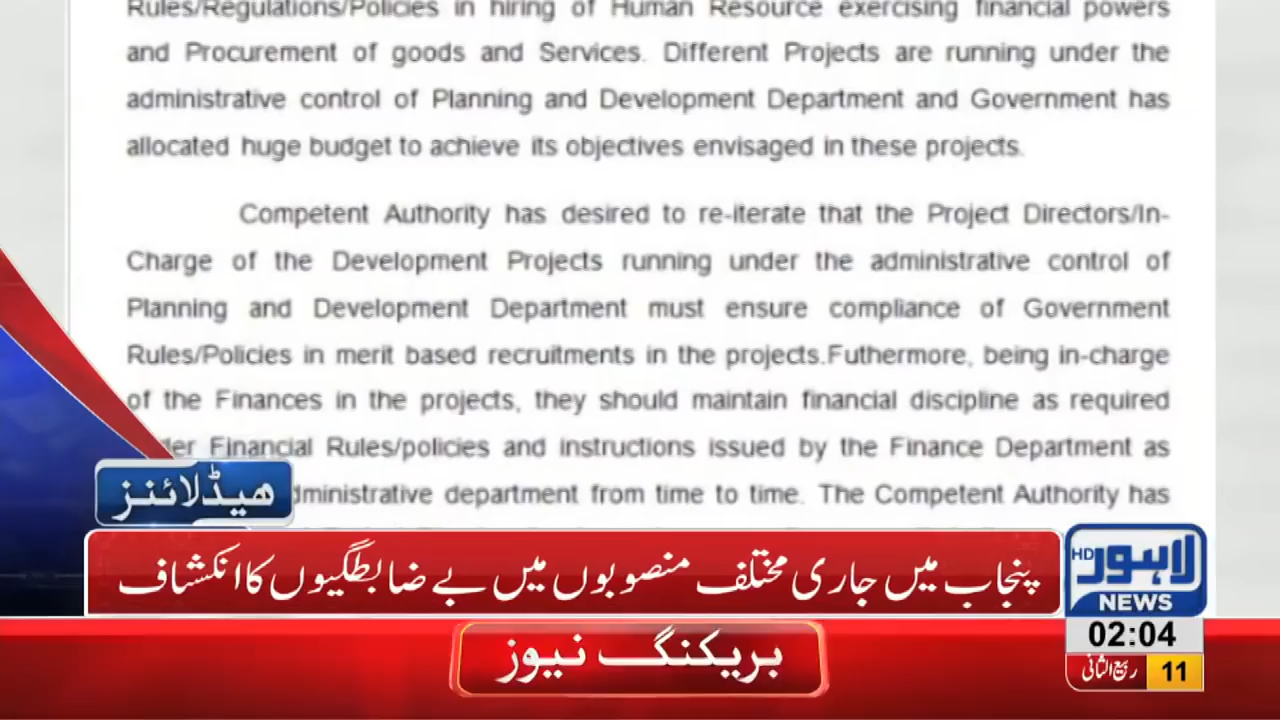 Rules/Regulations/Policies in hiring of Human Resource exercising financial powers
and Procurement of goods and Services. Different Projects are running under the
administrative control of Planning and Development Department and Government has
allocated huge budget to achieve its objectives envisaged in these projects.
Competent Authority has desired to re-iterate that the Project Directors/In-
Charge of the Development Projects running under the administrative control of
Planning and Development Department must ensure compliance of Government
Rules/Policies in merit based recruitments in the projects.Futhermore, being in-charge
of the Finances in the projects, they should maintain financial discipline as required
Financial Rules/policies and instructions issued by the Finance Department as
department from time to time. The Competent Authority has
ہیڈلائنز
پنجاب میں جاری مختلف منصوبوں میں بے ضابطگیوں کا انکشاف
لاہور HD
NEWS
02:04
بریکنگ نیوز
11 ربیع الثانی